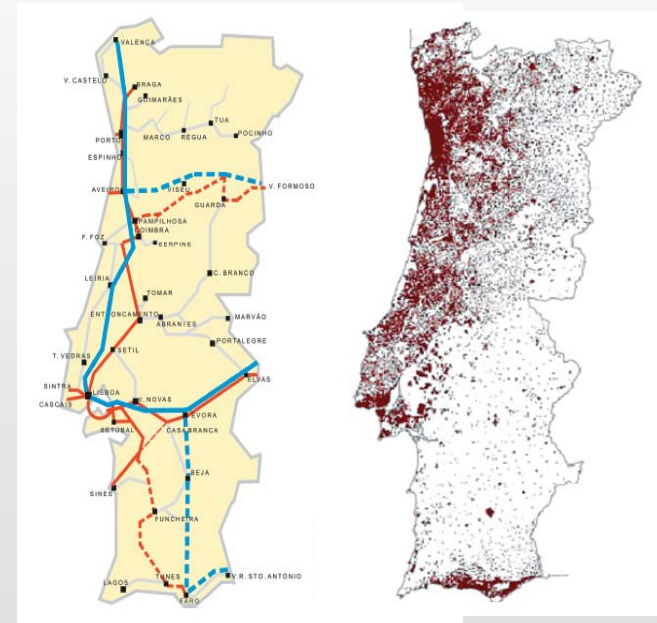 VALENÇA
V. CASTELO
BRAGA
GUIMARÃES
TUA
PORTO
MARCO
RÉGUA
POCINHO
ESPINHO
AVEIRO
VISEU
V. FORMOSO
GUARDA
PAMPILHOSA
COIMBRA
F. FOZ
SERPINS
LEIRIA
C. BRANCO
TOMAR
ENTRONCAMENTO
ABRANTES
MARVÃO
PORTALEGRE
T. VEDRAS
SETIL
SINTRA
LISBOA
V. NOVAS
ELVAS
CASCAIS
EVORA
CASA BRANCA
SETÚBAL
BEJA
SINES
FUNCHEIRA
LAGOS
TUNES
V.R. STO. ANTÓNIO
FARO